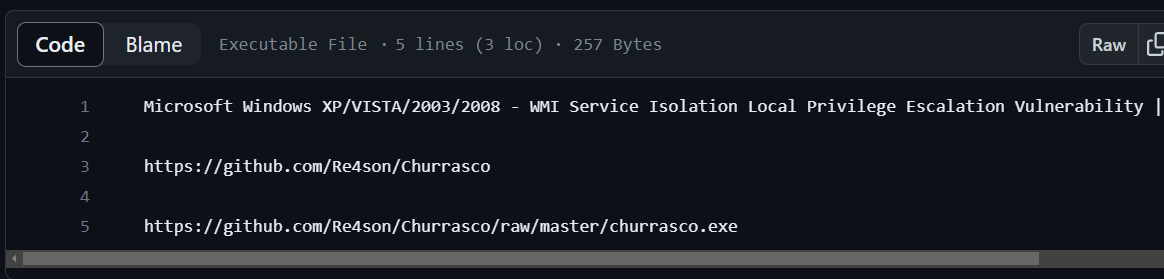 Code Blame Executable File · 5 lines (3 loc) · 257 Bytes Raw
1 Microsoft Windows XP/VISTA/2003/2008 - WMI Service Isolation Local Privilege Escalation Vulnerability |
2
3 https://github.com/Re4son/Churrasco
4
5 https://github.com/Re4son/Churrasco/raw/master/churrasco.exe